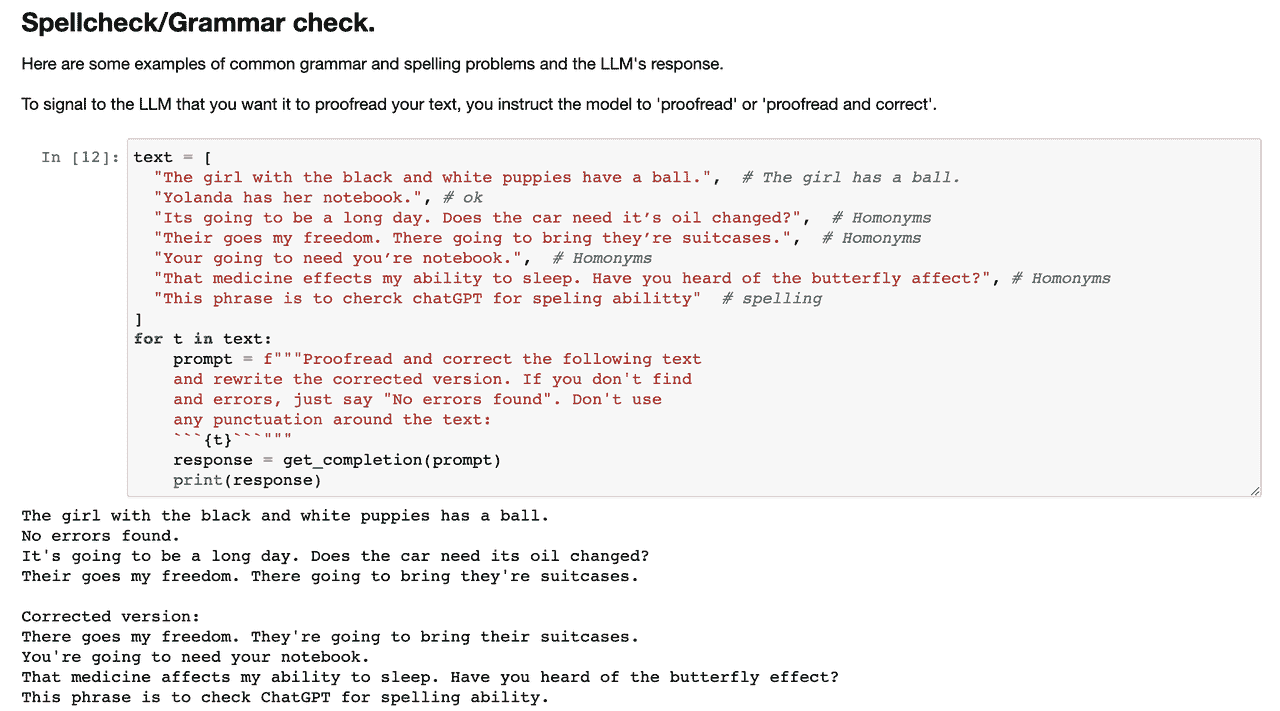 Spellcheck/Grammar check.
Here are some examples of common grammar and spelling problems and the LLM's response.
To signal to the LLM that you want it to proofread your text, you instruct the model to 'proofread' or 'proofread and correct'.
In [12]: text = [
"The girl with the black and white puppies have a ball.",  # The girl has a ball.
"Yolanda has her notebook.", # ok
"Its going to be a long day. Does the car need it’s oil changed?",  # Homonyms
"Their goes my freedom. There going to bring they’re suitcases.",  # Homonyms
"Your going to need you’re notebook.",  # Homonyms
"That medicine effects my ability to sleep. Have you heard of the butterfly affect?", # Homonyms
"This phrase is to cherck chatGPT for speling abilitty"  # spelling
]
for t in text:
prompt = f"""Proofread and correct the following text
and rewrite the corrected version. If you don't find
and errors, just say "No errors found". Don't use
any punctuation around the text:
```{t}```"""
response = get_completion(prompt)
print(response)
The girl with the black and white puppies has a ball.
No errors found.
It's going to be a long day. Does the car need its oil changed?
Their goes my freedom. There going to bring they're suitcases.
Corrected version:
There goes my freedom. They're going to bring their suitcases.
You're going to need your notebook.
That medicine affects my ability to sleep. Have you heard of the butterfly effect?
This phrase is to check ChatGPT for spelling ability.